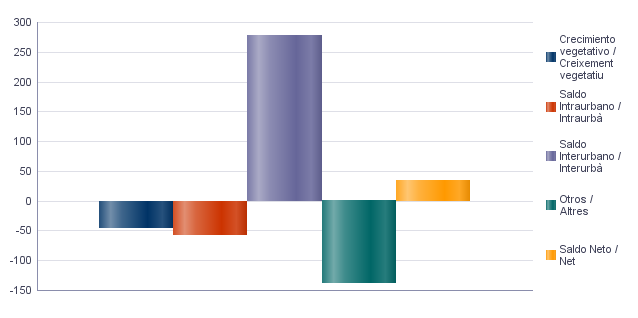 300
250
200
150
100
50
0
-50
-100
-150
Crecimiento
vegetativo /
Creixement
vegetatiu
Saldo
Intraurbano /
Intraurbà
Saldo
Interurbano /
Interurbà
Otros /
Altres
Saldo Neto /
Net